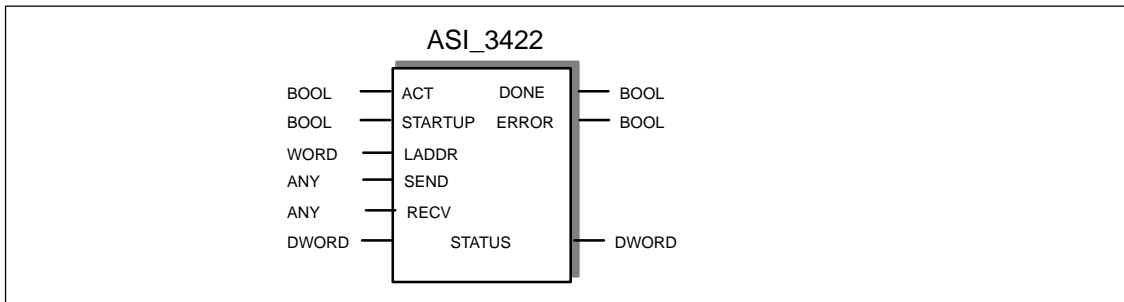 ASI_3422
BOOL ACT DONE BOOL
BOOL STARTUP ERROR BOOL
WORD LADDR
ANY SEND
ANY RECV
DWORD STATUS DWORD